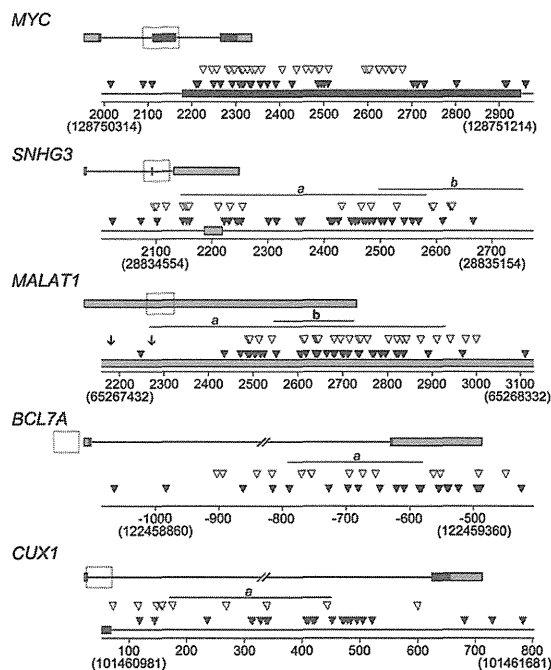 MYC
2000 2100 2200 2300 2400 2500 2600 2700 2800 2900
(128750314) (128751214)
SNHG3
b
a
2100 2200 2300 2400 2500 2600 2700
(28834554) (28835154)
MALAT1
b
a
2200 2300 2400 2500 2600 2700 2800 2900 3000 3100
(65267432) (65268332)
BCL7A
a
-1000 -900 -800 -700 -600 -500
(122458860) (122459360)
CUX1
a
100 200 300 400 500 600 700 800
(101460981) (101461681)